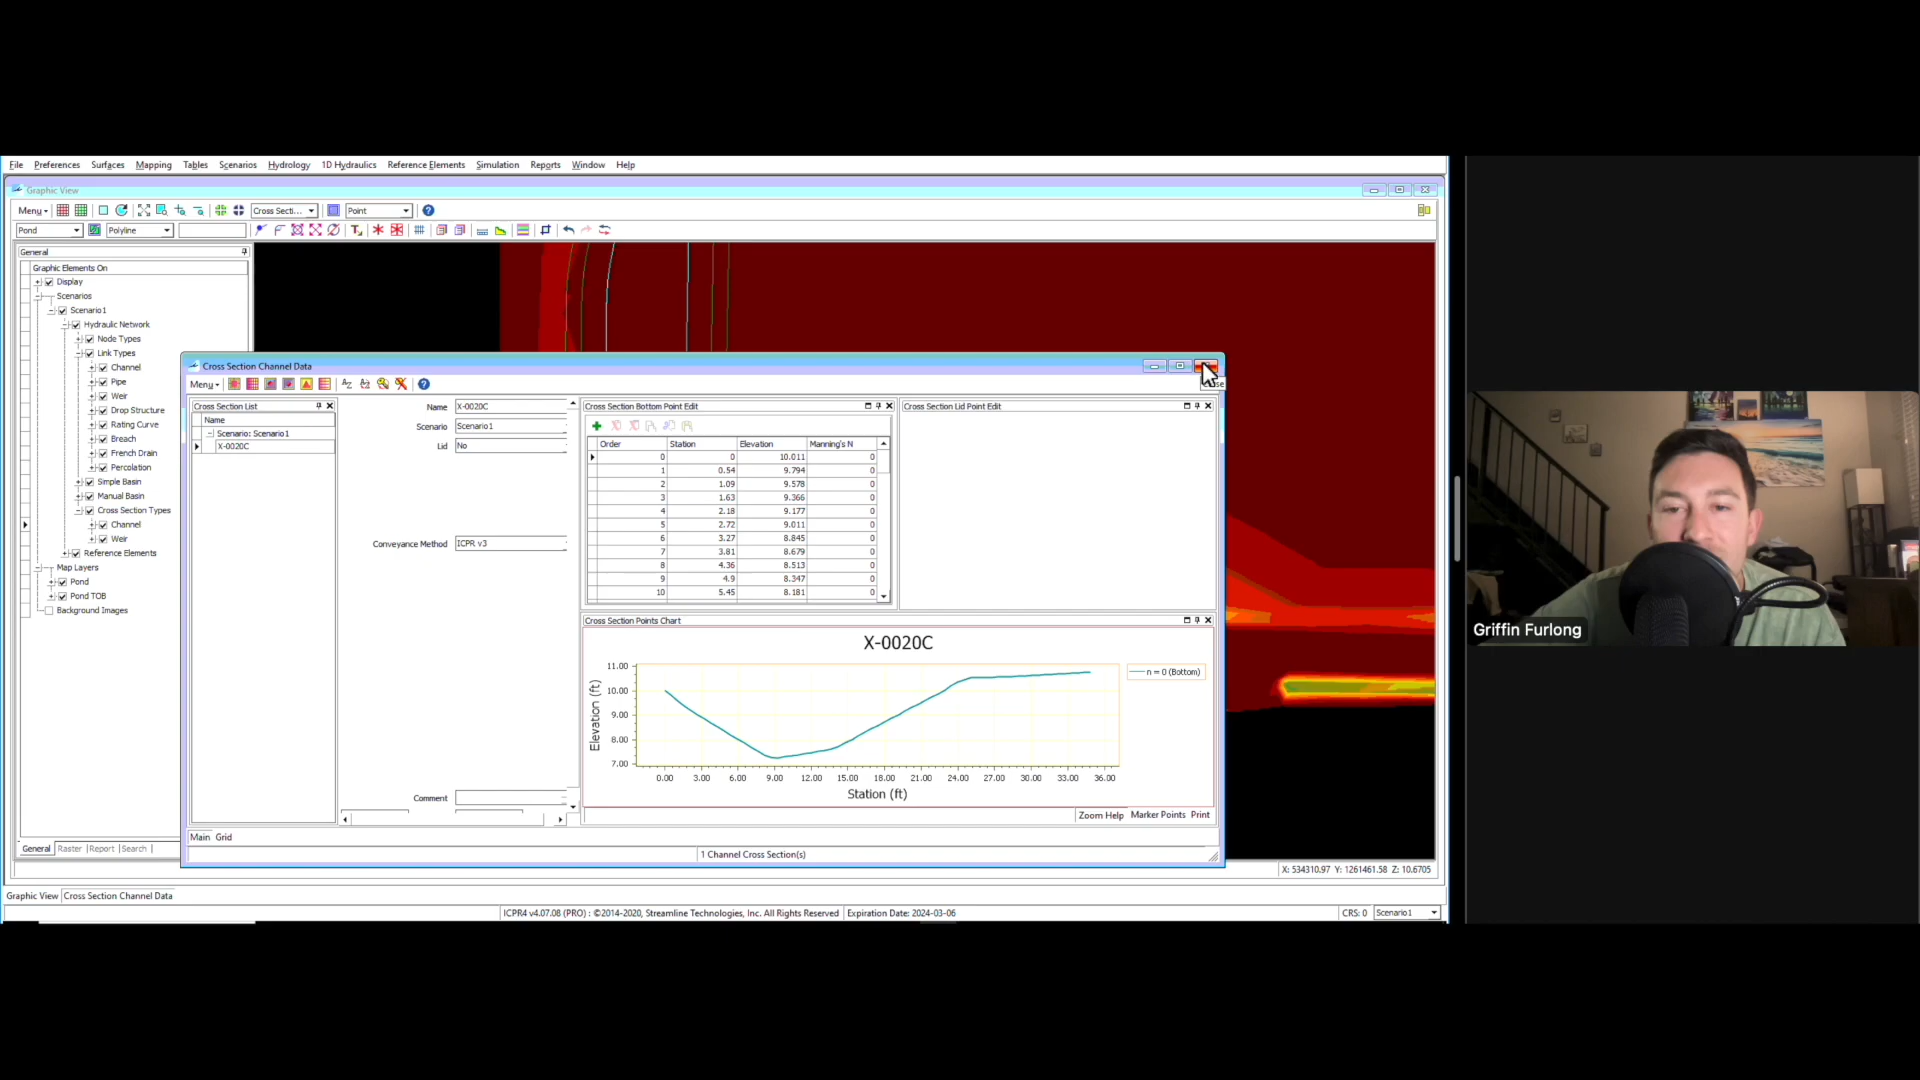 File Preferences Surfaces Mapping Tables Scenarios Hydrology 1D Hydraulics Reference Elements Simulation Reports Window Help
Graphic View
Menu Cross Secti... Point
Pond Polyline
General
Graphic Elements On
Display
Scenarios
Scenario1
Hydraulic Network
Node Types
Link Types
Channel
Pipe
Weir
Drop Structure
Rating Curve
Breach
French Drain
Percolation
Simple Basin
Manual Basin
Cross Section Types
Channel
Weir
Reference Elements
Map Layers
Pond
Pond TOB
Background Images
General Raster Report Search
Cross Section Channel Data
Menu
Cross Section List
Name
Scenario: Scenario1
X-0020C
Name X-0020C
Scenario Scenario1
Lid No
Conveyance Method ICPR v3
Comment
Cross Section Bottom Point Edit
Order Station Elevation Manning's N
0 0 10.011 0
1 0.54 9.794 0
2 1.09 9.578 0
3 1.63 9.366 0
4 2.18 9.177 0
5 2.72 9.011 0
6 3.27 8.845 0
7 3.81 8.679 0
8 4.36 8.513 0
9 4.9 8.347 0
10 5.45 8.181 0
Cross Section Lid Point Edit
Cross Section Points Chart
X-0020C
Elevation (ft)
11.00
10.00
9.00
8.00
7.00
0.00 3.00 6.00 9.00 12.00 15.00 18.00 21.00 24.00 27.00 30.00 33.00 36.00
Station (ft)
n = 0 (Bottom)
Zoom Help Marker Points Print
Main Grid
1 Channel Cross Section(s)
X: 534310.97 Y: 1261461.58 Z: 10.6705
Graphic View Cross Section Channel Data
ICPR4 v4.07.08 (PRO) : ©2014-2020, Streamline Technologies, Inc. All Rights Reserved Expiration Date: 2024-03-06 CRS: 0 Scenario1
Griffin Furlong